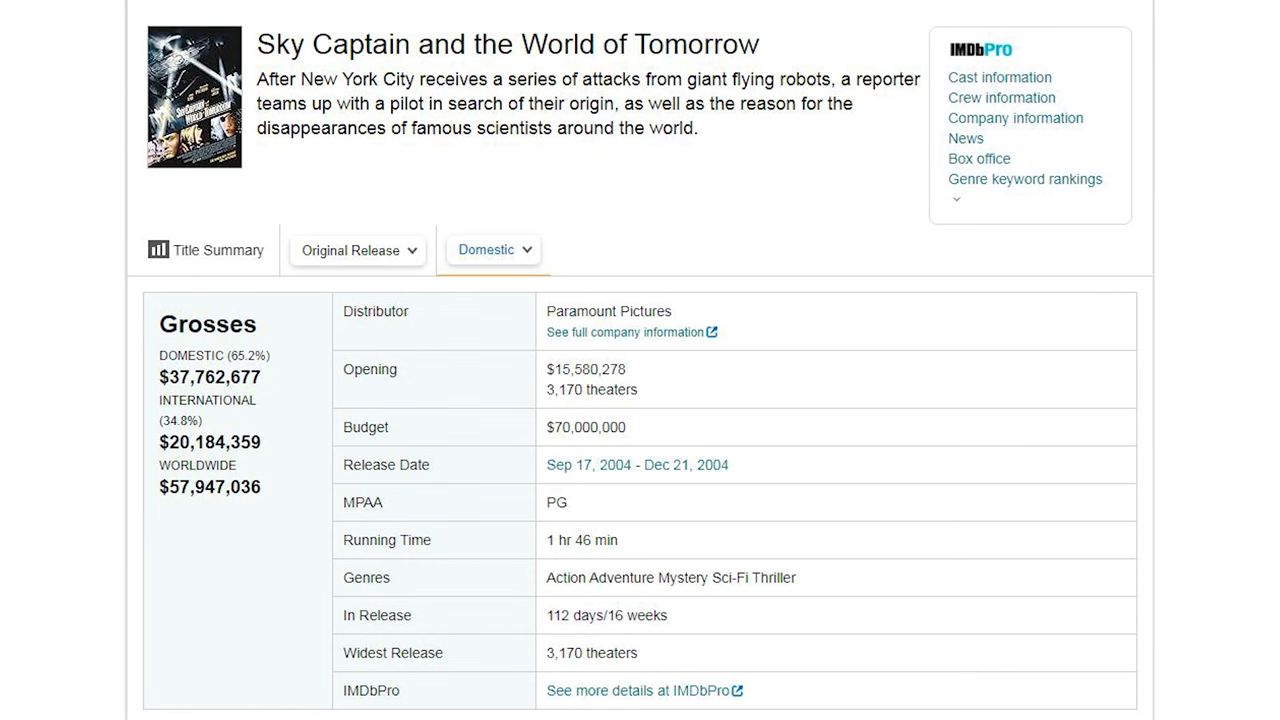 Sky Captain and the World of Tomorrow
After New York City receives a series of attacks from giant flying robots, a reporter
teams up with a pilot in search of their origin, as well as the reason for the
disappearances of famous scientists around the world.
SKY CAPTAIN
WORLD OF TOMORROW
IMDbPro
Cast information
Crew information
Company information
News
Box office
Genre keyword rankings
Title Summary
Original Release
Domestic
Grosses
DOMESTIC (65.2%)
$37,762,677
INTERNATIONAL
(34.8%)
$20,184,359
WORLDWIDE
$57,947,036
Distributor
Paramount Pictures
See full company information
Opening
$15,580,278
3,170 theaters
Budget
$70,000,000
Release Date
Sep 17, 2004 - Dec 21, 2004
MPAA
PG
Running Time
1 hr 46 min
Genres
Action Adventure Mystery Sci-Fi Thriller
In Release
112 days/16 weeks
Widest Release
3,170 theaters
IMDbPro
See more details at IMDbPro